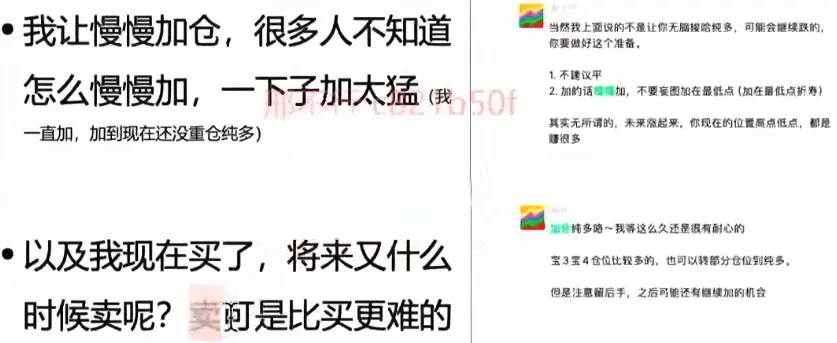 • 我让慢慢加仓，很多人不知道
怎么慢慢加，一下子加太猛（我
一直加，加到现在还没重仓纯多）
• 以及我现在买了，将来又什么
时候卖呢？卖可是比买更难的
当然我上面说的不是让你无脑梭哈纯多，可能会继续跌的，
你要做好这个准备。
1. 不建议平
2. 加的话慢慢加，不要妄图加在最低点（加在最低点折寿）
其实无所谓的，未来涨起来，你现在的位置高点低点，都是
赚很多
加仓纯多咯～我等这么久还是很有耐心的
宝3宝4仓位比较多的，也可以转部分仓位到纯多。
但是注意留后手，之后可能还有继续加的机会